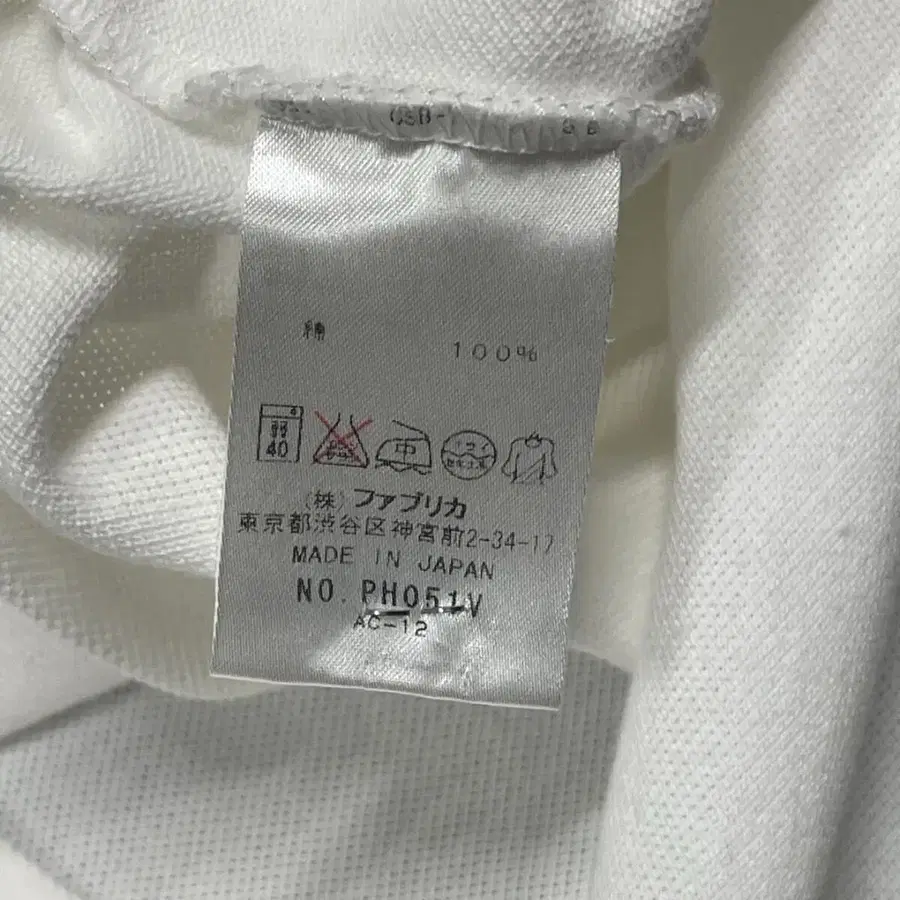 綿 100%
弱 40 中
(株) ファブリカ
東京都渋谷区神宮前2-34-17
MADE IN JAPAN
NO. PH051V
AC-12